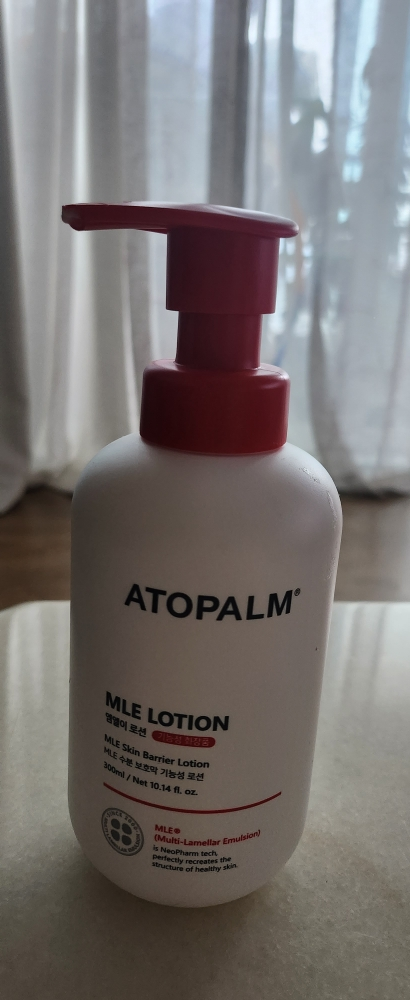 ATOPALM®
MLE LOTION
엠엘이 로션 기능성 화장품
MLE Skin Barrier Lotion
MLE 수분 보호막 기능성 로션
300ml / Net 10.14 fl. oz.
MLE®
(Multi-Lamellar Emulsion)
is NeoPharm tech,
perfectly recreates the
structure of healthy skin.